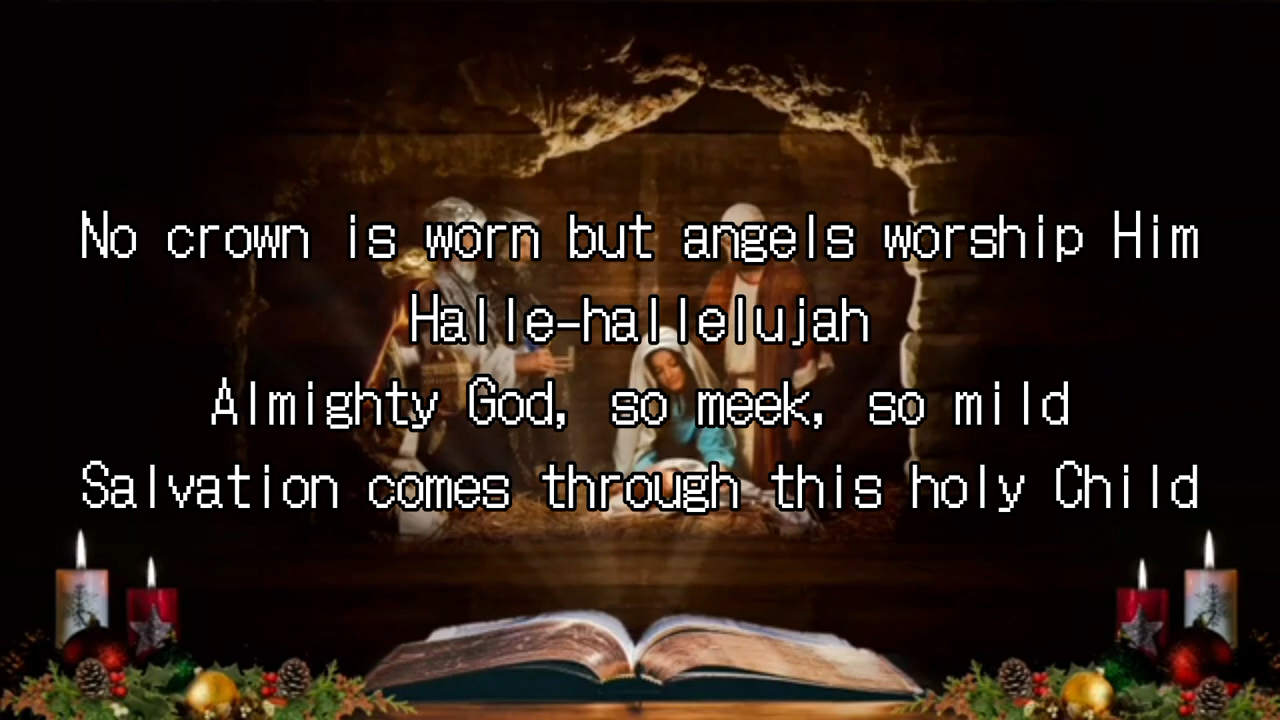 No crown is worn but angels worship Him
Halle-hallelujah
Almighty God, so meek, so mild
Salvation comes through this holy Child